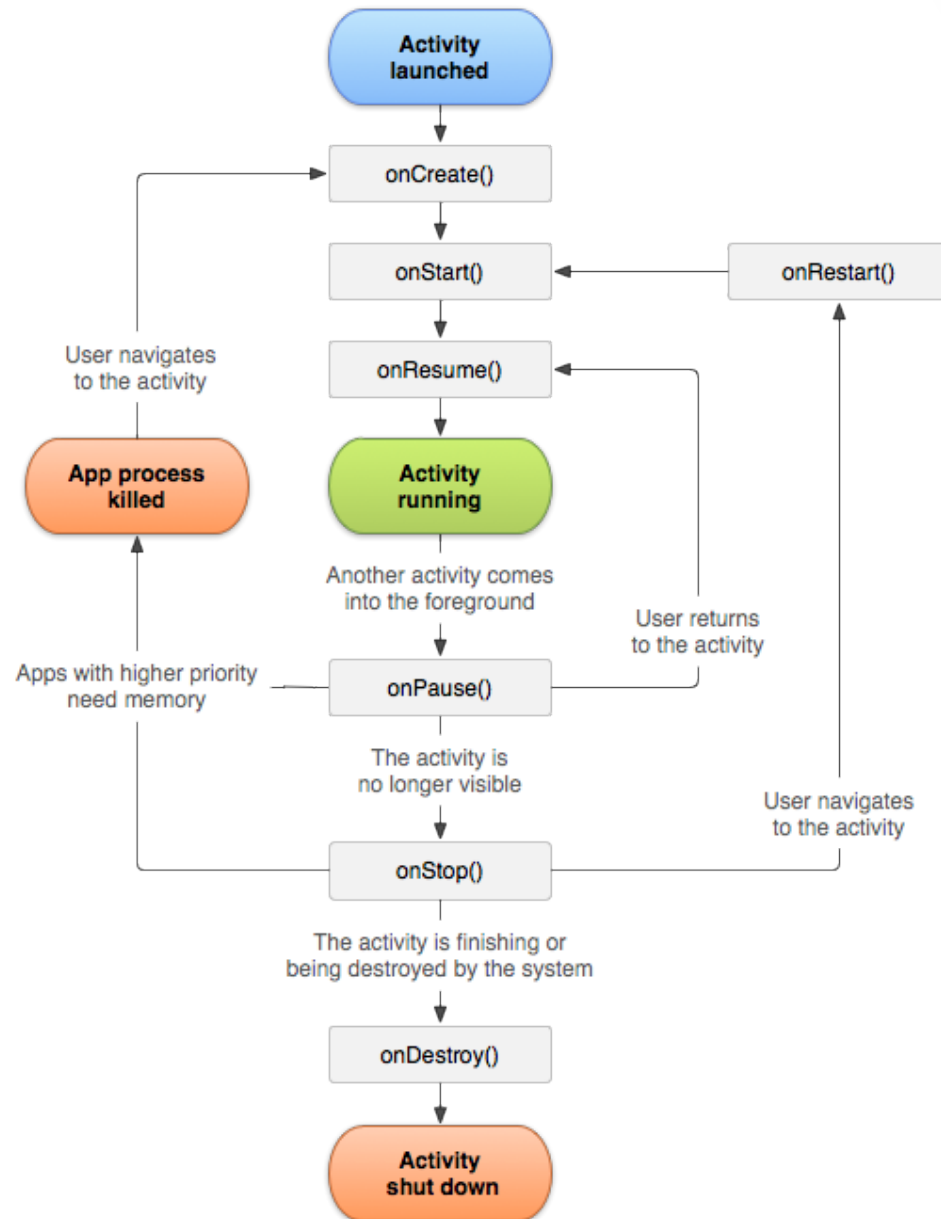 Activity
launched
onCreate()
onStart()
onRestart()
onResume()
User navigates
to the activity
App process
killed
Activity
running
Another activity comes
into the foreground
User returns
to the activity
Apps with higher priority
need memory
onPause()
The activity is
no longer visible
User navigates
to the activity
onStop()
The activity is finishing or
being destroyed by the system
onDestroy()
Activity
shut down